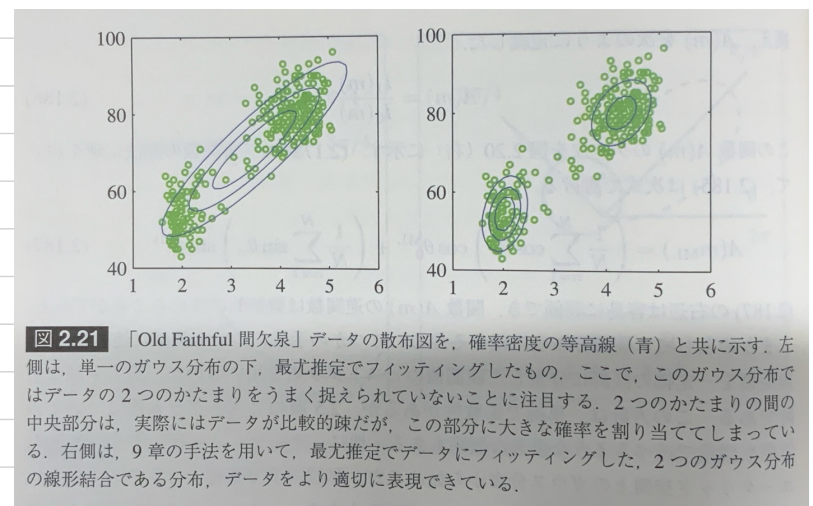 100
80
60
40
1 2 3 4 5 6
100
80
60
40
1 2 3 4 5 6
図 2.21 「Old Faithful 間欠泉」データの散布図を，確率密度の等高線（青）と共に示す．左
側は，単一のガウス分布の下，最尤推定でフィッティングしたもの．ここで，このガウス分布で
はデータの 2 つのかたまりをうまく捉えられていないことに注目する．2 つのかたまりの間の
中央部分は，実際にはデータが比較的疎だが，この部分に大きな確率を割り当ててしまってい
る．右側は，9 章の手法を用いて，最尤推定でデータにフィッティングした，2 つのガウス分布
の線形結合である分布，データをより適切に表現できている．